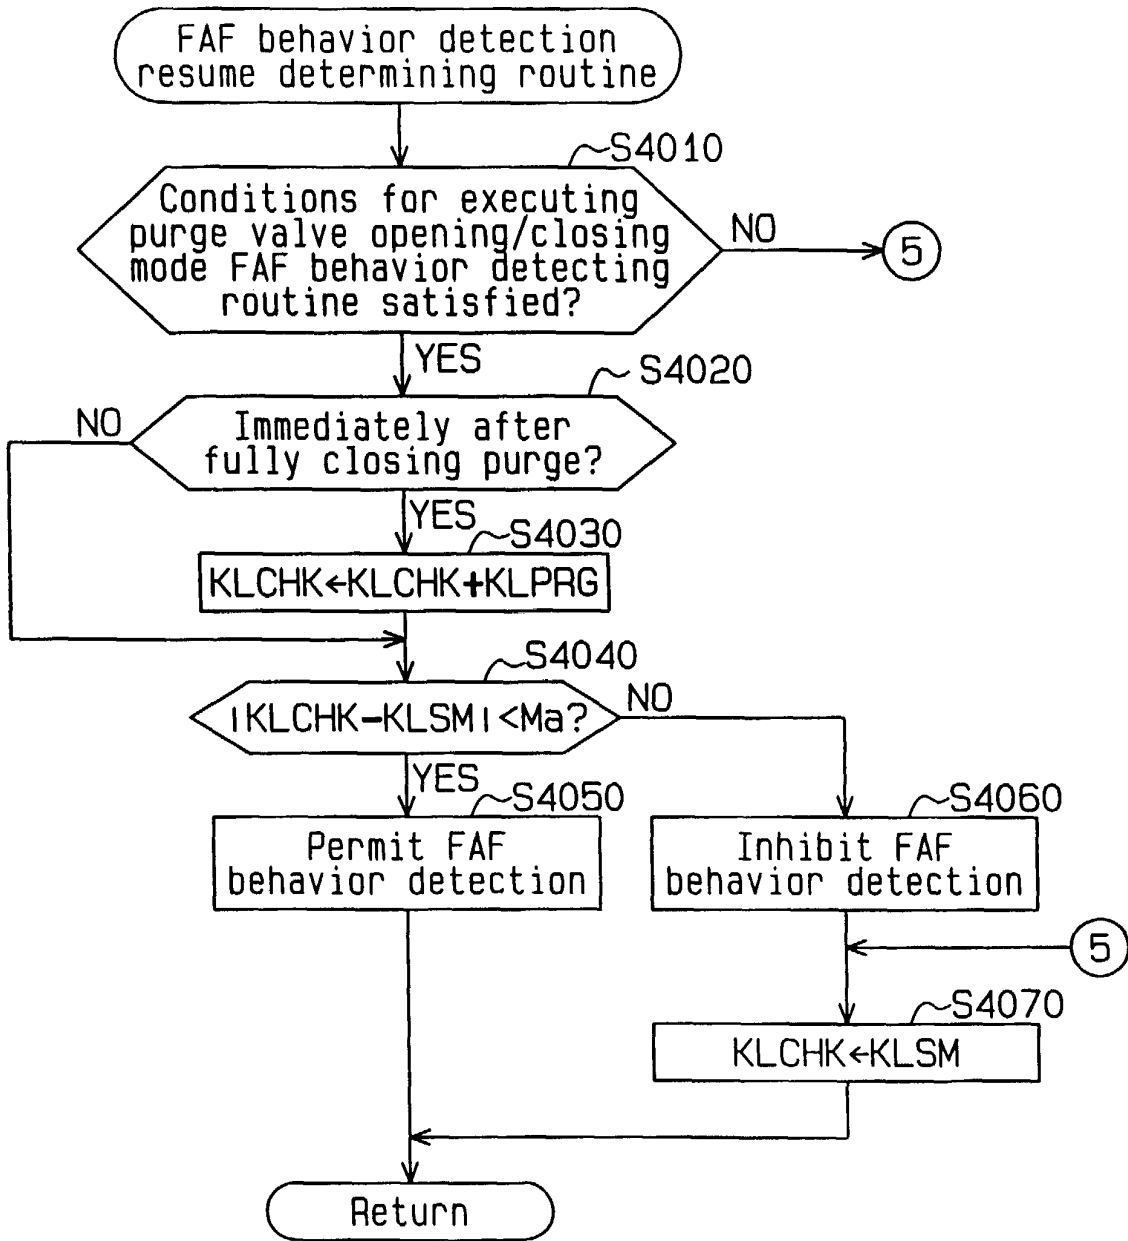 FAF behavior detection
resume determining routine
S4010
Conditions for executing
purge valve opening/closing
mode FAF behavior detecting
routine satisfied?
NO
5
YES
S4020
NO
Immediately after
fully closing purge?
YES
S4030
KLCHK←KLCHK+KLPRG
S4040
|KLCHK-KLSM|<Ma?
NO
YES
S4050
Permit FAF
behavior detection
S4060
Inhibit FAF
behavior detection
5
S4070
KLCHK←KLSM
Return